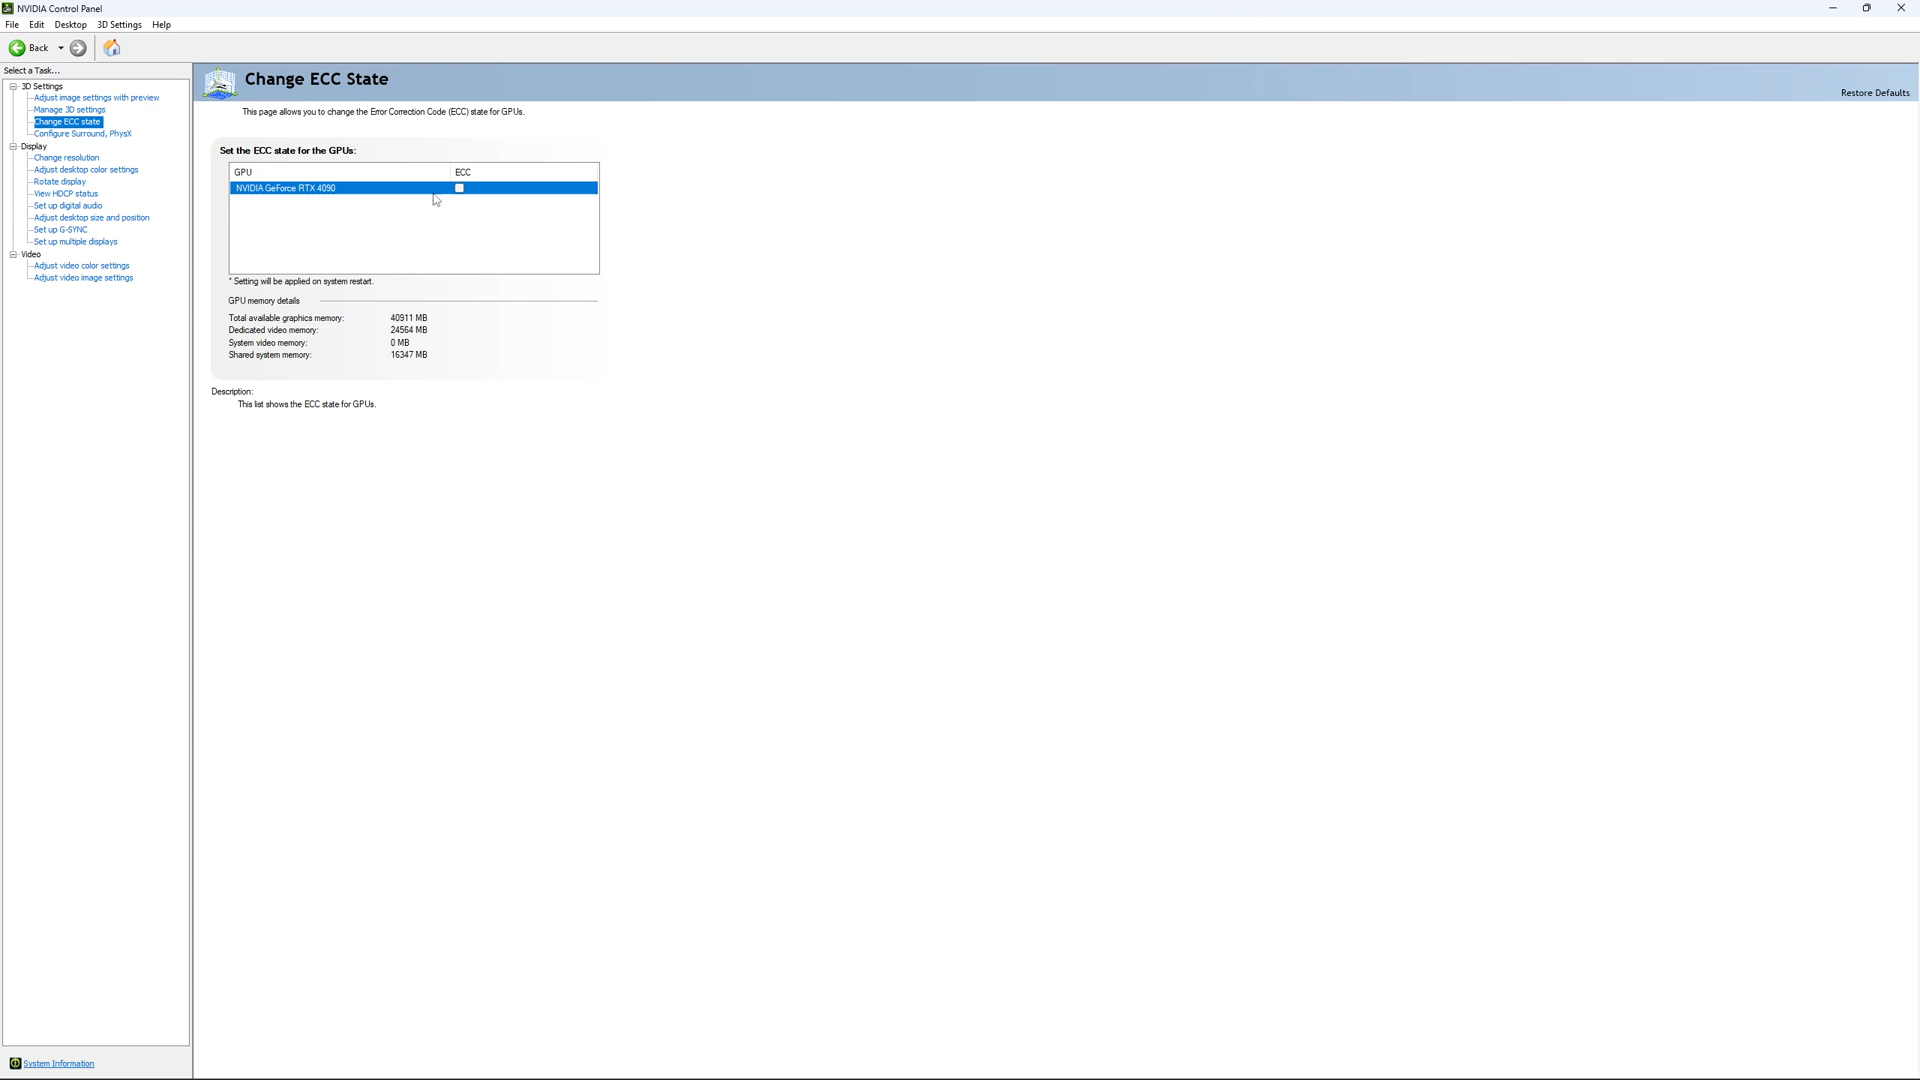 NVIDIA Control Panel
File Edit Desktop 3D Settings Help
Back
Select a Task...
3D Settings
Adjust image settings with preview
Manage 3D settings
Change ECC state
Configure Surround, PhysX
Display
Change resolution
Adjust desktop color settings
Rotate display
View HDCP status
Set up digital audio
Adjust desktop size and position
Set up G-SYNC
Set up multiple displays
Video
Adjust video color settings
Adjust video image settings
System Information
Change ECC State
Restore Defaults
This page allows you to change the Error Correction Code (ECC) state for GPUs.
Set the ECC state for the GPUs:
GPU ECC
NVIDIA GeForce RTX 4090
* Setting will be applied on system restart.
GPU memory details
Total available graphics memory: 40911 MB
Dedicated video memory: 24564 MB
System video memory: 0 MB
Shared system memory: 16347 MB
Description:
This list shows the ECC state for GPUs.